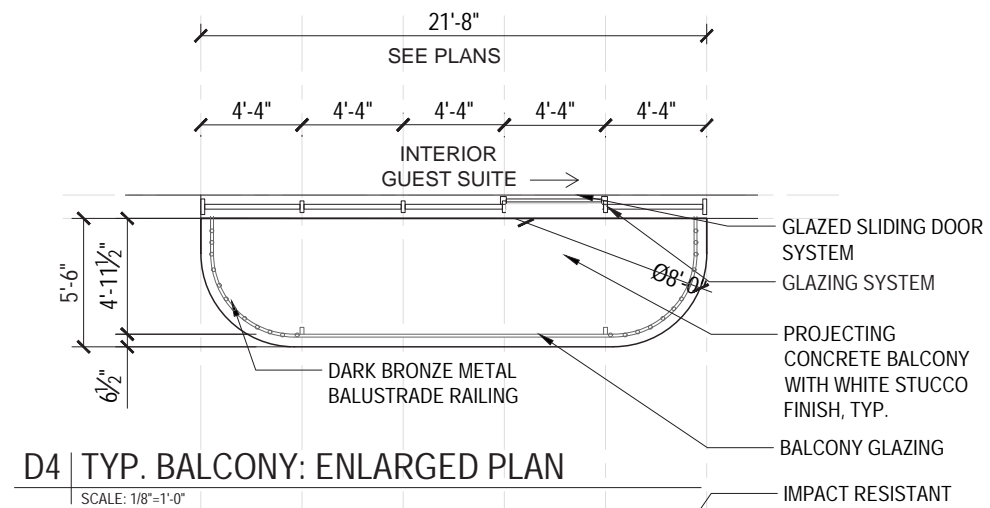 21'-8"
SEE PLANS
4'-4" 4'-4" 4'-4" 4'-4" 4'-4"
INTERIOR
GUEST SUITE
GLAZED SLIDING DOOR
SYSTEM
GLAZING SYSTEM
5'-6"
4'-11½"
6½"
Ø8'-0"
PROJECTING
CONCRETE BALCONY
WITH WHITE STUCCO
FINISH, TYP.
DARK BRONZE METAL
BALUSTRADE RAILING
BALCONY GLAZING
D4 TYP. BALCONY: ENLARGED PLAN
SCALE: 1/8"=1'-0"
IMPACT RESISTANT